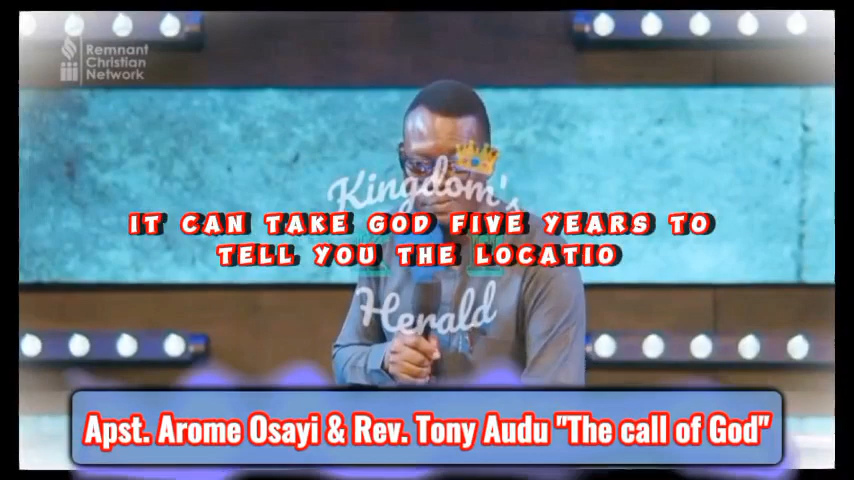 Remnant
Christian
Network
Kingdom's
IT CAN TAKE GOD FIVE YEARS TO
TELL YOU THE LOCATIO
K H
Herald
Apst. Arome Osayi & Rev. Tony Audu "The call of God"